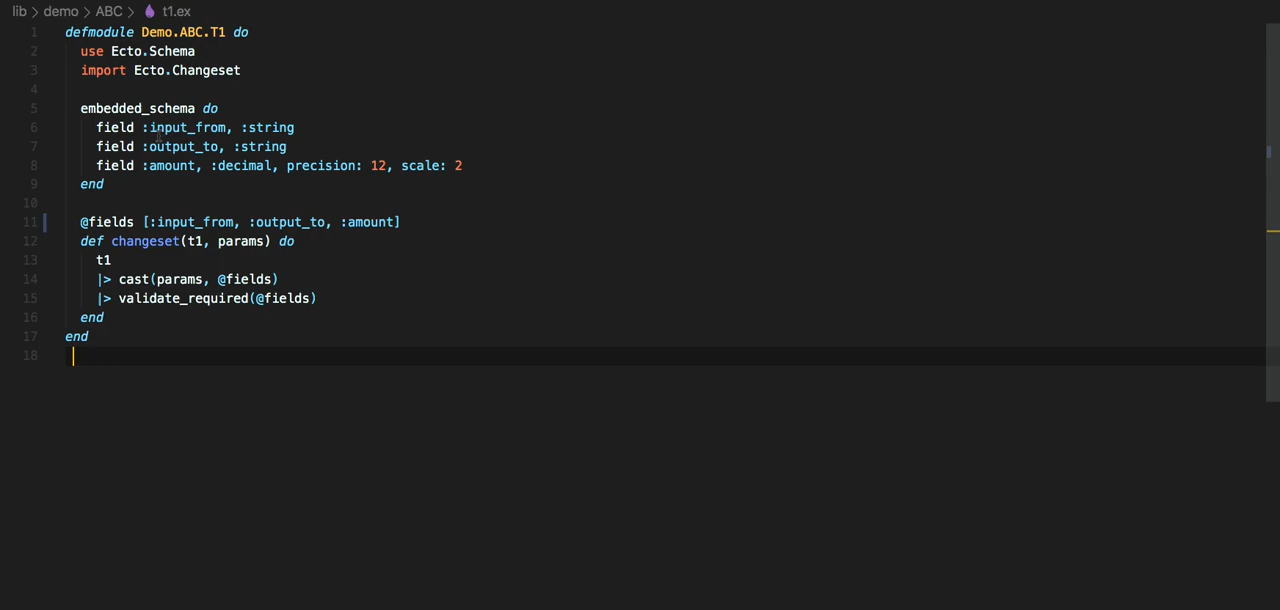 lib > demo > ABC > t1.ex
1 defmodule Demo.ABC.T1 do
2   use Ecto.Schema
3   import Ecto.Changeset
4
5   embedded_schema do
6     field :input_from, :string
7     field :output_to, :string
8     field :amount, :decimal, precision: 12, scale: 2
9   end
10
11   @fields [:input_from, :output_to, :amount]
12   def changeset(t1, params) do
13     t1
14     |> cast(params, @fields)
15     |> validate_required(@fields)
16   end
17 end
18